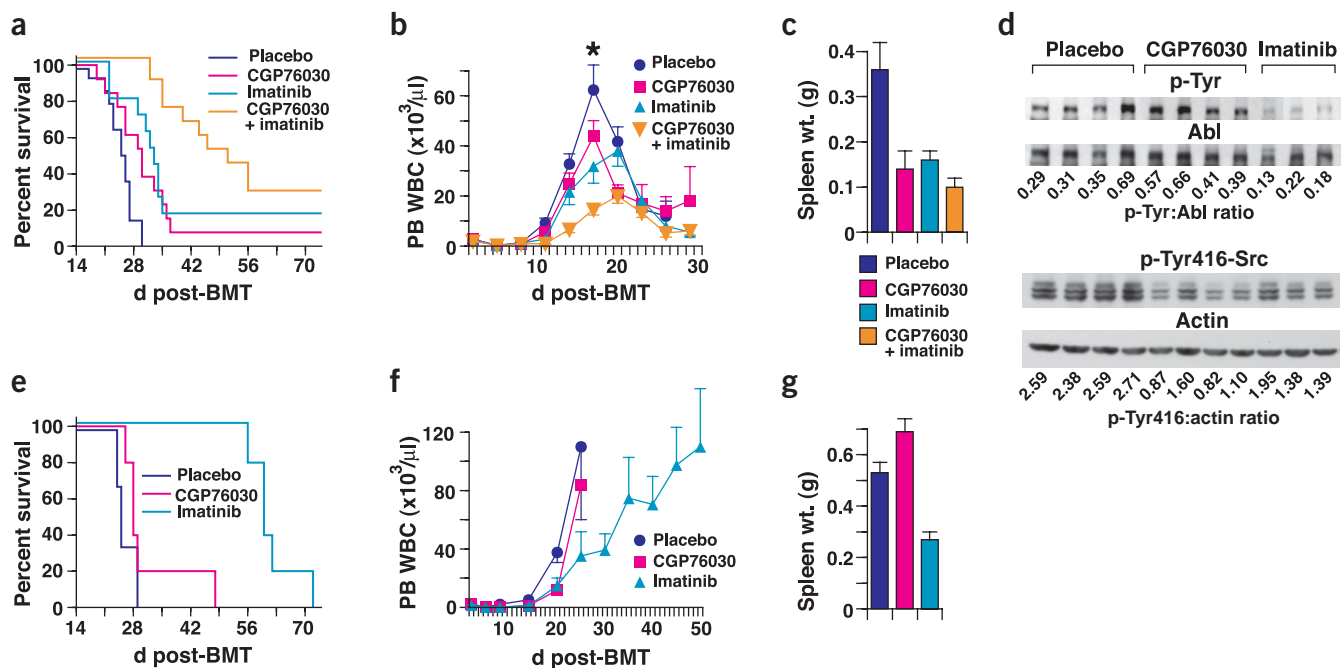 a
Percent survival
100
80
60
40
20
0
14 28 42 56 70
d post-BMT
Placebo
CGP76030
Imatinib
CGP76030
+ imatinib
b
PB WBC (x10³/µl)
60
40
20
0
10 20 30
d post-BMT
*
Placebo
CGP76030
Imatinib
CGP76030
+ imatinib
c
Spleen wt. (g)
0.4
0.3
0.2
0.1
0
Placebo
CGP76030
Imatinib
CGP76030
+ imatinib
d
Placebo CGP76030 Imatinib
p-Tyr
Abl
0.29 0.31 0.35 0.69 0.57 0.66 0.41 0.39 0.13 0.22 0.18
p-Tyr:Abl ratio
p-Tyr416-Src
Actin
2.59 2.38 2.59 2.71 0.87 1.60 0.82 1.10 1.95 1.38 1.39
p-Tyr416:actin ratio
e
Percent survival
100
80
60
40
20
0
14 28 42 56 70
d post-BMT
Placebo
CGP76030
Imatinib
f
PB WBC (x10³/µl)
120
80
40
0
10 20 30 40 50
d post-BMT
Placebo
CGP76030
Imatinib
g
Spleen wt. (g)
0.6
0.4
0.2
0